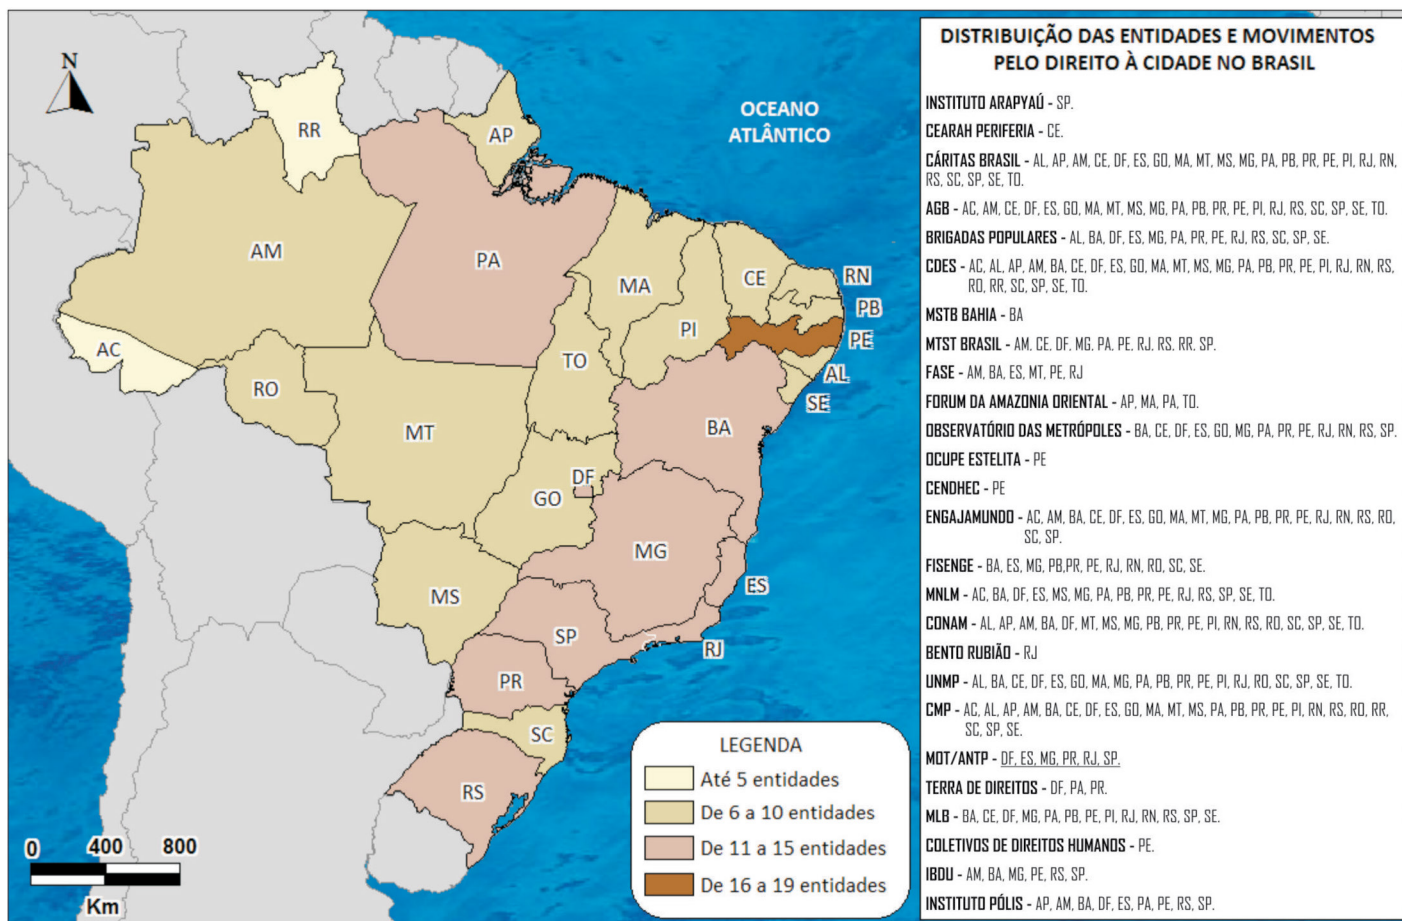 N
OCEANO
ATLÂNTICO
RR
AP
AM
PA
MA
CE
RN
PB
PI
PE
AC
TO
AL
RO
SE
MT
BA
DF
GO
MG
MS
ES
SP
RJ
PR
SC
RS
0 400 800
Km
LEGENDA
Até 5 entidades
De 6 a 10 entidades
De 11 a 15 entidades
De 16 a 19 entidades
DISTRIBUIÇÃO DAS ENTIDADES E MOVIMENTOS
PELO DIREITO À CIDADE NO BRASIL
INSTITUTO ARAPYAÚ - SP.
CEARAH PERIFERIA - CE.
CÁRITAS BRASIL - AL, AP, AM, CE, DF, ES, GO, MA, MT, MS, MG, PA, PB, PR, PE, PI, RJ, RN,
RS, SC, SP, SE, TO.
AGB - AC, AM, CE, DF, ES, GO, MA, MT, MS, MG, PA, PB, PR, PE, PI, RJ, RS, SC, SP, SE, TO.
BRIGADAS POPULARES - AL, BA, DF, ES, MG, PA, PR, PE, RJ, RS, SC, SP, SE.
CDES - AC, AL, AP, AM, BA, CE, DF, ES, GO, MA, MT, MS, MG, PA, PB, PR, PE, PI, RJ, RN, RS,
RO, RR, SC, SP, SE, TO.
MSTB BAHIA - BA
MTST BRASIL - AM, CE, DF, MG, PA, PE, RJ, RS, RR, SP.
FASE - AM, BA, ES, MT, PE, RJ
FORUM DA AMAZONIA ORIENTAL - AP, MA, PA, TO.
OBSERVATÓRIO DAS METRÓPOLES - BA, CE, DF, ES, GO, MG, PA, PR, PE, RJ, RN, RS, SP.
OCUPE ESTELITA - PE
CENDHEC - PE
ENGAJAMUNDO - AC, AM, BA, CE, DF, ES, GO, MA, MT, MG, PA, PB, PR, PE, RJ, RN, RS, RO,
SC, SP.
FISENGE - BA, ES, MG, PB,PR, PE, RJ, RN, RO, SC, SE.
MNLM - AC, BA, DF, ES, MS, MG, PA, PB, PR, PE, RJ, RS, SP, SE, TO.
CONAM - AL, AP, AM, BA, DF, MT, MS, MG, PB, PR, PE, PI, RN, RS, RO, SC, SP, SE, TO.
BENTO RUBIÃO - RJ
UNMP - AL, BA, CE, DF, ES, GO, MA, MG, PA, PB, PR, PE, PI, RJ, RO, SC, SP, SE, TO.
CMP - AC, AL, AP, AM, BA, CE, DF, ES, GO, MA, MT, MS, PA, PB, PR, PE, PI, RN, RS, RO, RR,
SC, SP, SE.
MDT/ANTP - DF, ES, MG, PR, RJ, SP.
TERRA DE DIREITOS - DF, PA, PR.
MLB - BA, CE, DF, MG, PA, PB, PE, PI, RJ, RN, RS, SP, SE.
COLETIVOS DE DIREITOS HUMANOS - PE.
IBDU - AM, BA, MG, PE, RS, SP.
INSTITUTO PÓLIS - AP, AM, BA, DF, ES, PA, PE, RS, SP.